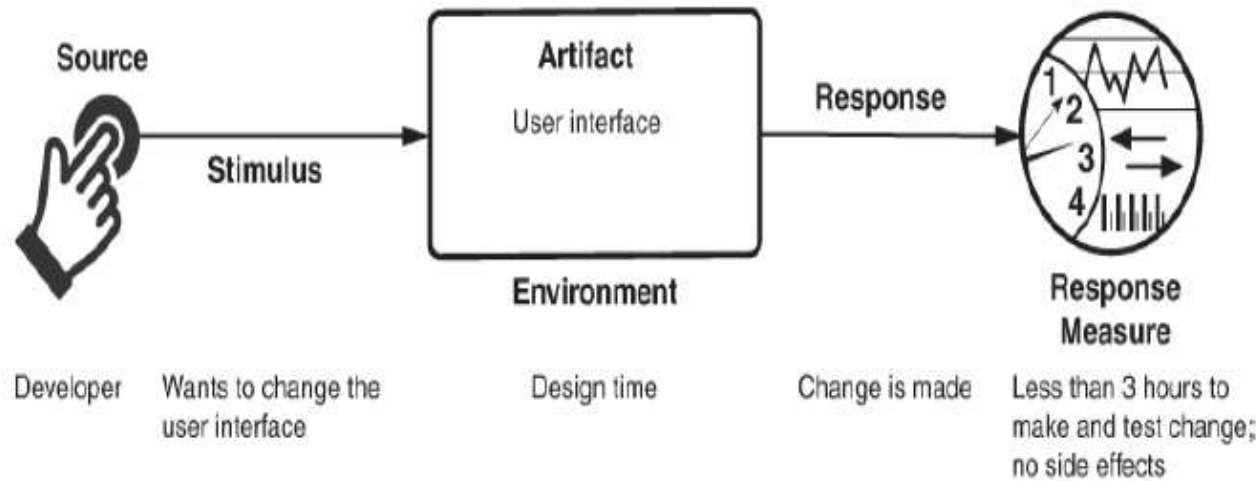 Source
Stimulus
Artifact
User interface
Environment
Response
1
2
3
4
Response
Measure
Developer
Wants to change the
user interface
Design time
Change is made
Less than 3 hours to
make and test change;
no side effects